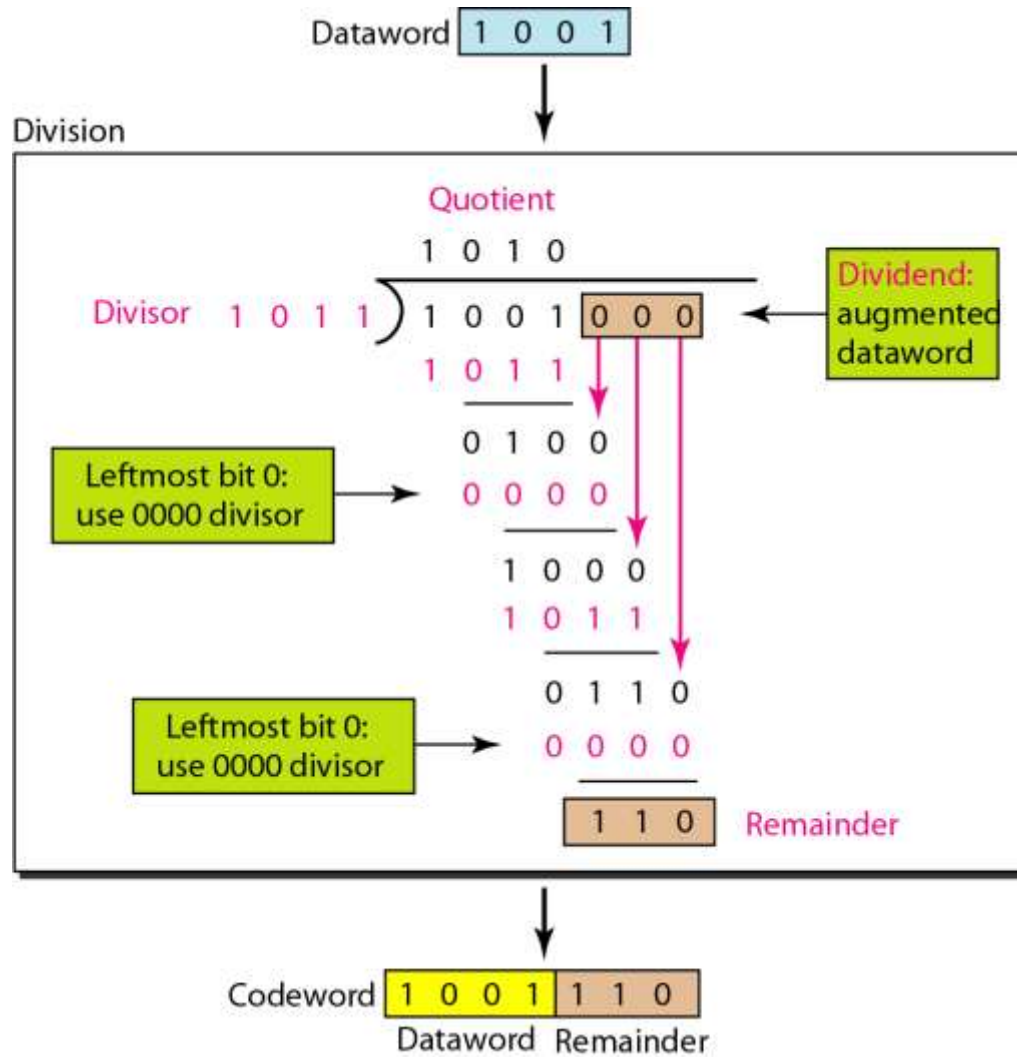 Dataword 1 0 0 1
Division
Quotient
1 0 1 0
Divisor 1 0 1 1 1 0 0 1 0 0 0
Dividend:
augmented
dataword
1 0 1 1
0 1 0 0
Leftmost bit 0:
use 0000 divisor
0 0 0 0
1 0 0 0
1 0 1 1
0 1 1 0
Leftmost bit 0:
use 0000 divisor
0 0 0 0
1 1 0 Remainder
Codeword 1 0 0 1 1 1 0
Dataword Remainder